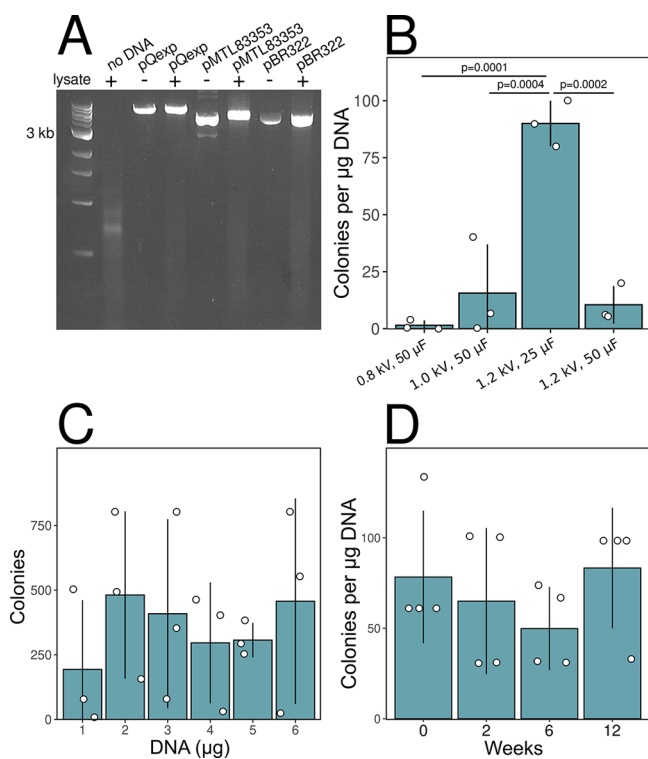 A
no DNA
pQexp
pQexp
pMTL83353
pMTL83353
pBR322
pBR322
lysate + - + - + - +
3 kb
B
p=0.0001
p=0.0004 p=0.0002
Colonies per µg DNA
100
75
50
25
0
0.8 kV, 50 µF
1.0 kV, 50 µF
1.2 kV, 25 µF
1.2 kV, 50 µF
C
Colonies
750
500
250
0
1 2 3 4 5 6
DNA (µg)
D
Colonies per µg DNA
100
50
0
0 2 6 12
Weeks